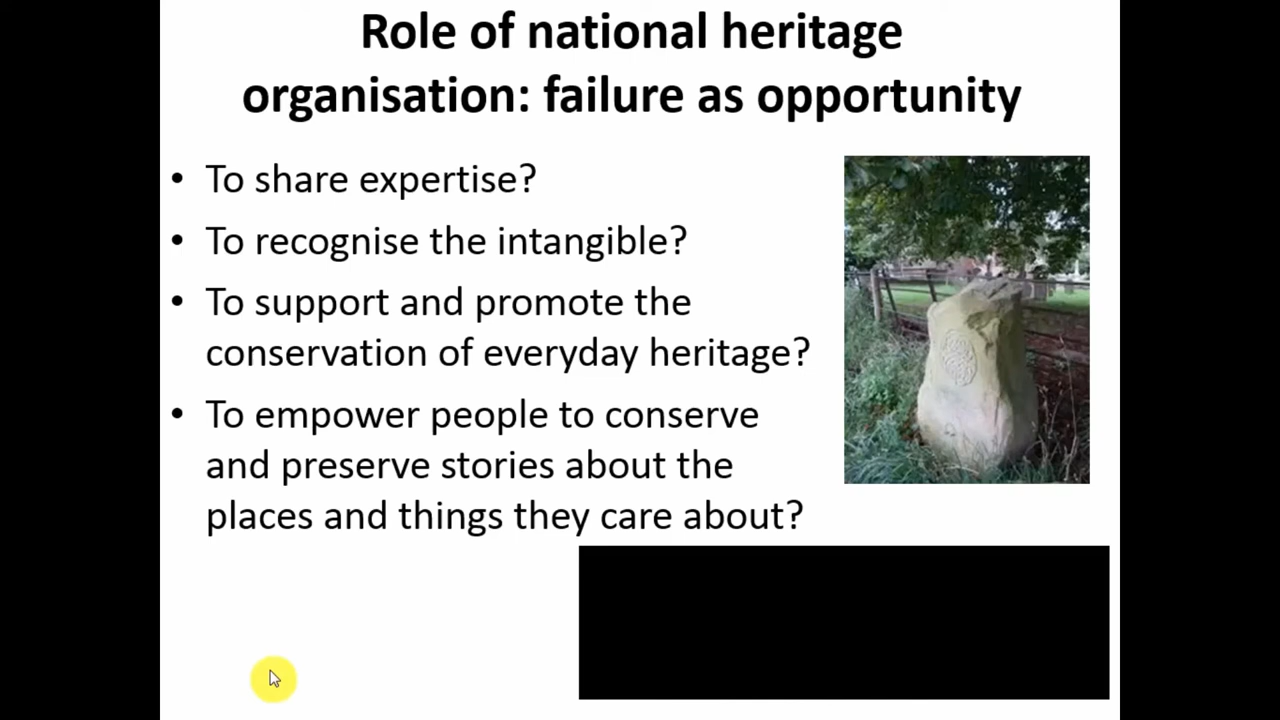 Role of national heritage
organisation: failure as opportunity
• To share expertise?
• To recognise the intangible?
• To support and promote the
conservation of everyday heritage?
• To empower people to conserve
and preserve stories about the
places and things they care about?